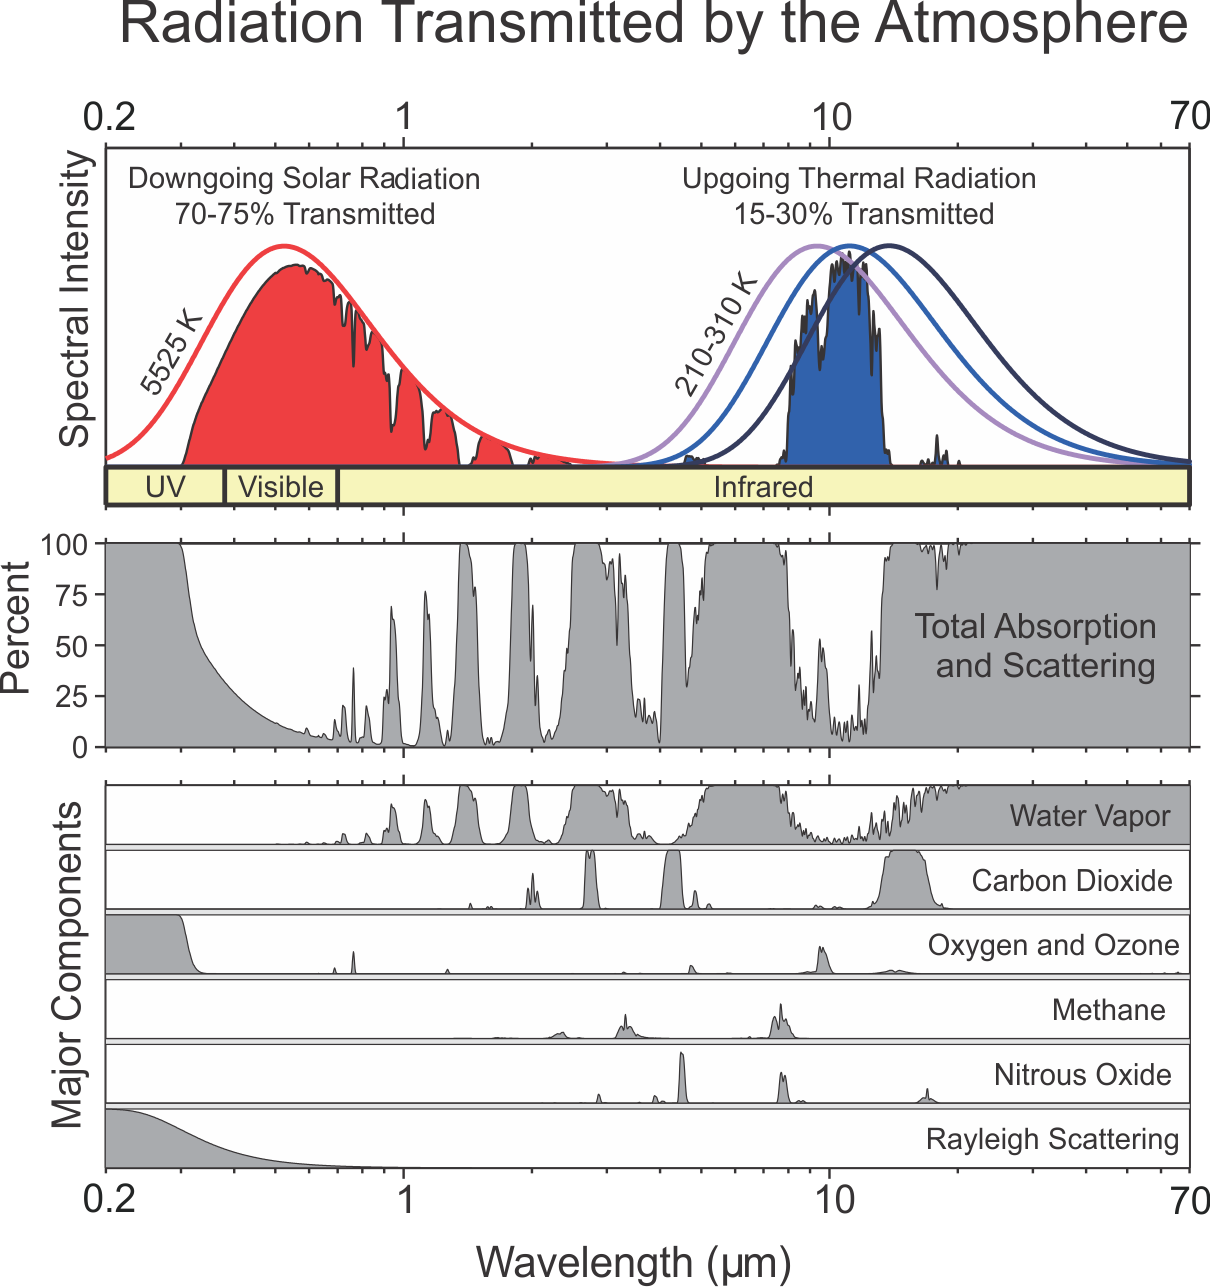 Radiation Transmitted by the Atmosphere
0.2 1 10 70
Spectral Intensity
Downgoing Solar Radiation
70-75% Transmitted
Upgoing Thermal Radiation
15-30% Transmitted
5525 K
210-310 K
UV Visible Infrared
Percent
100
75
50
25
0
Total Absorption
and Scattering
Major Components
Water Vapor
Carbon Dioxide
Oxygen and Ozone
Methane
Nitrous Oxide
Rayleigh Scattering
0.2 1 10 70
Wavelength (µm)